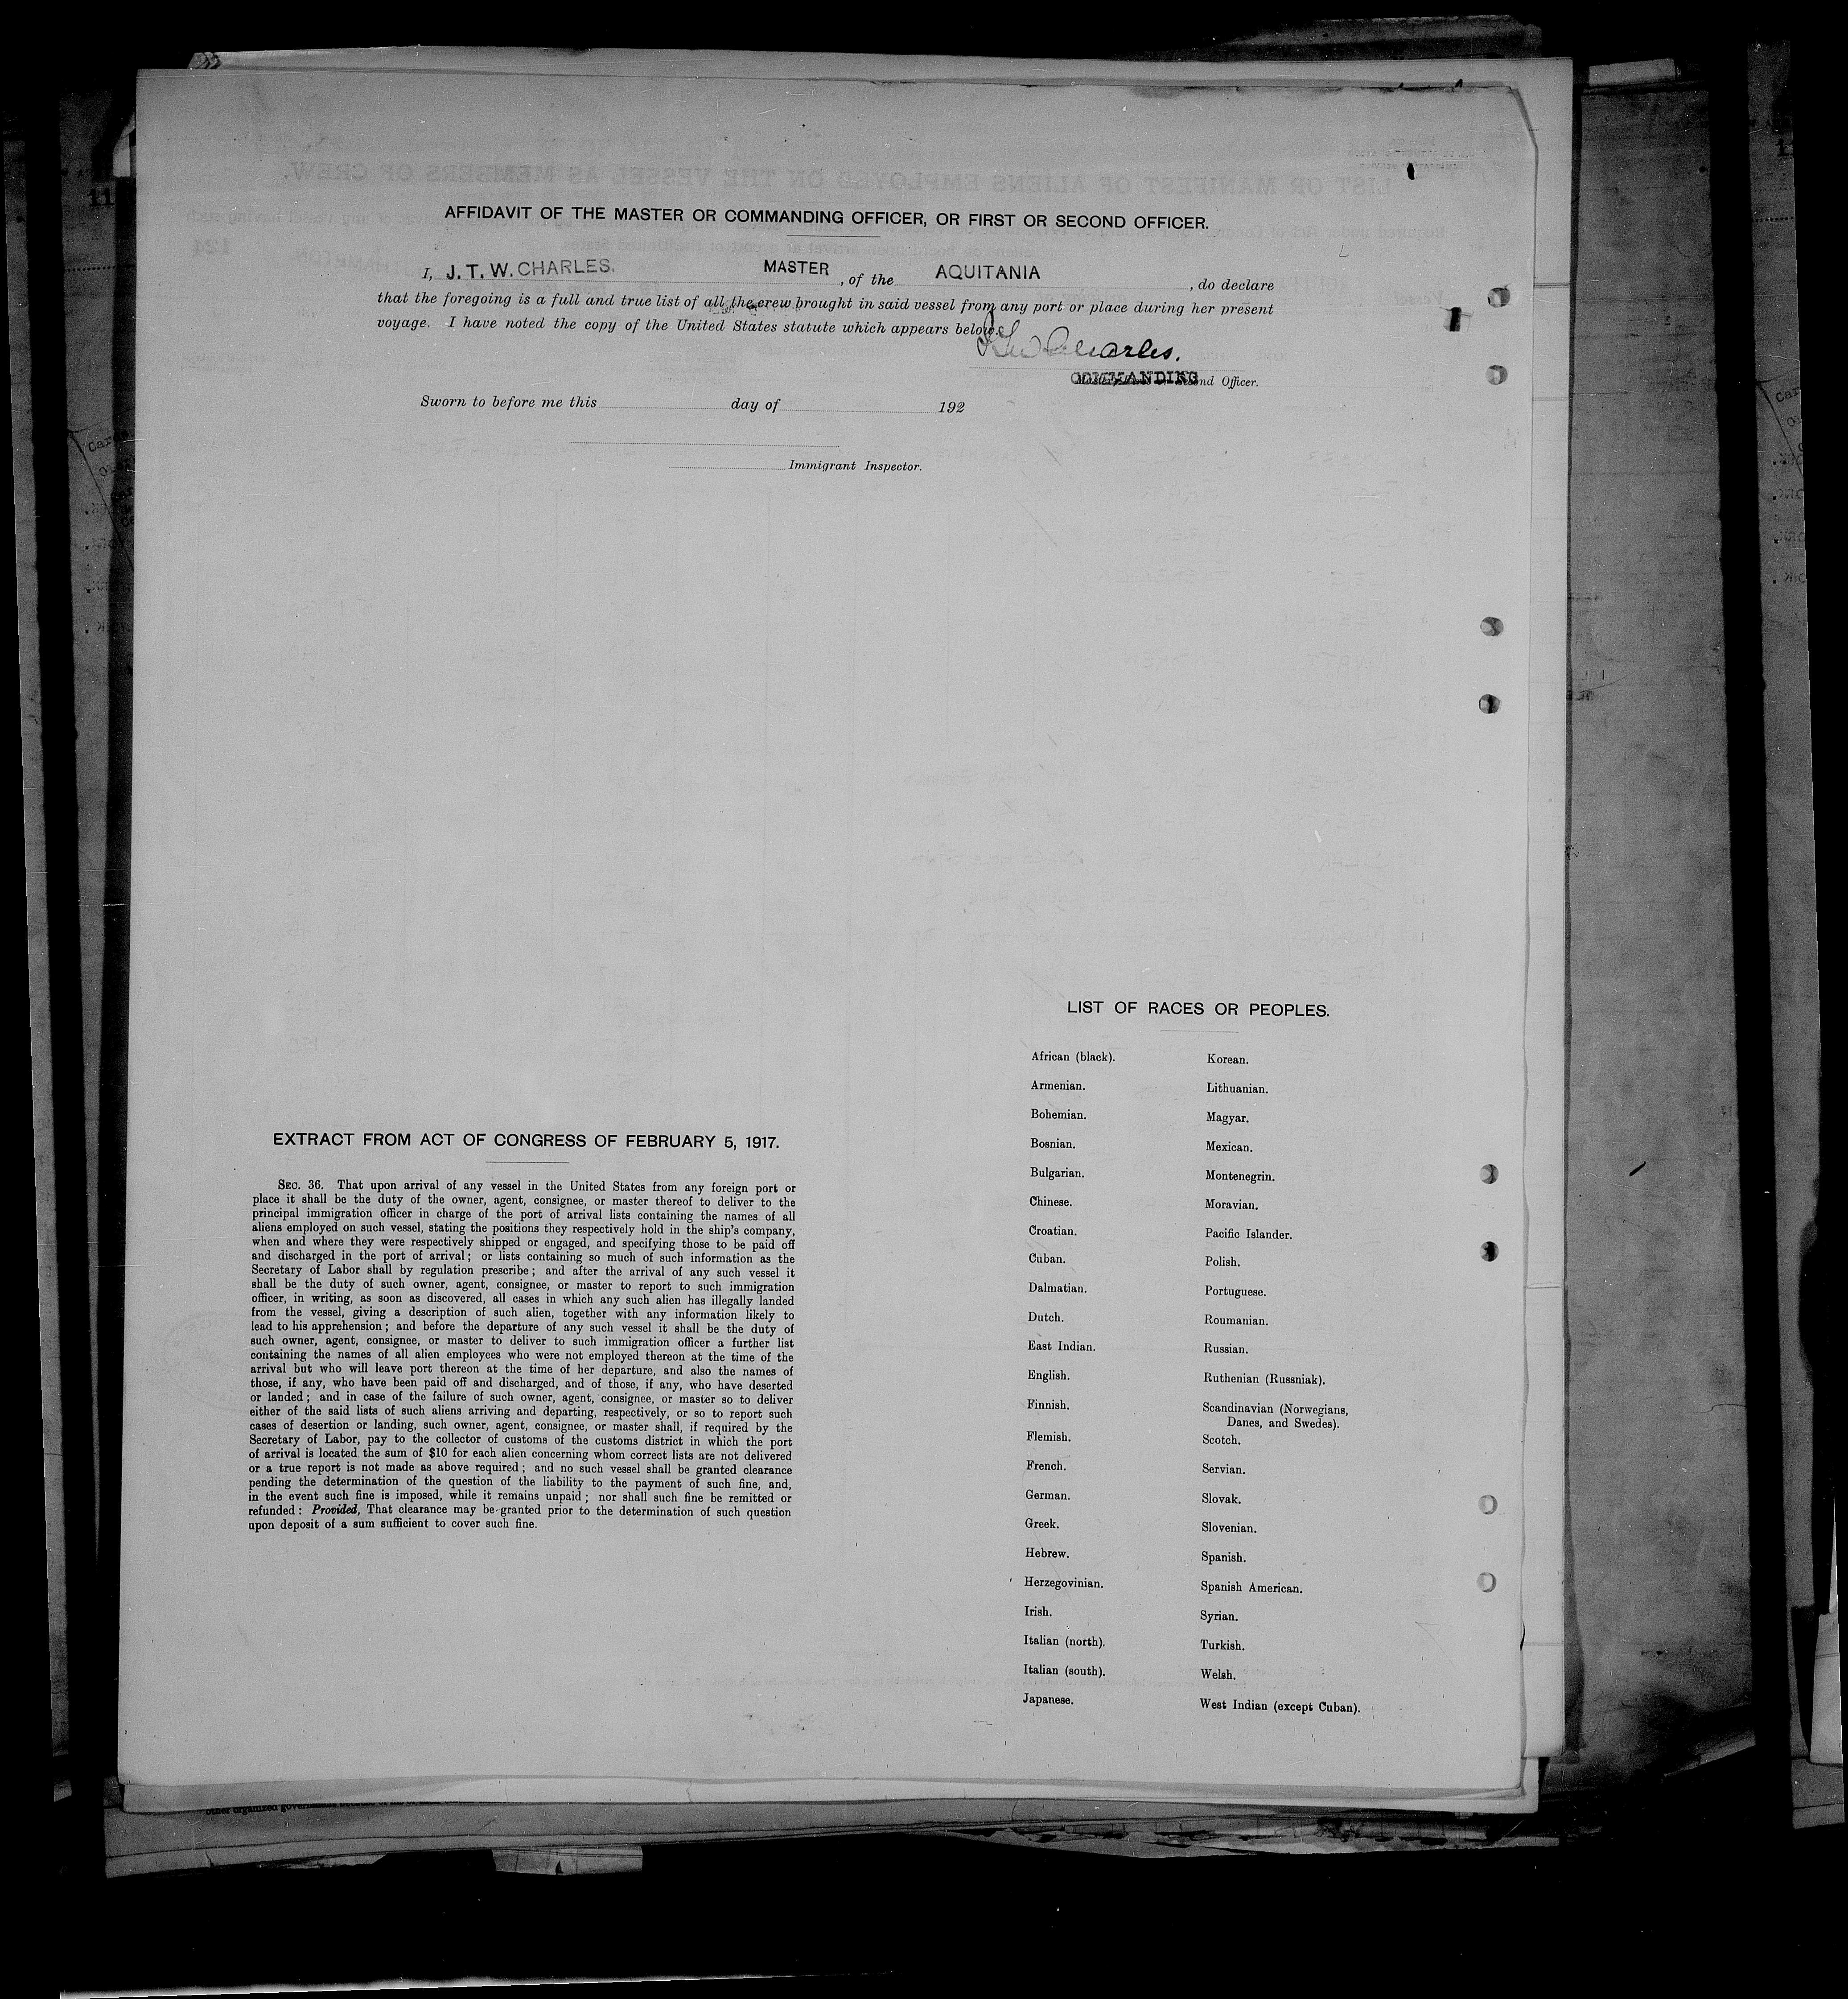 AFFIDAVIT OF THE MASTER OR COMMANDING OFFICER, OR FIRST OR SECOND OFFICER.
I, J. T. W. CHARLES. MASTER, of the AQUITANIA, do declare
that the foregoing is a full and true list of all the crew brought in said vessel from any port or place during her present
voyage. I have noted the copy of the United States statute which appears below.
Charles.
COMMANDING Second Officer.
Sworn to before me this day of 192
Immigrant Inspector.
LIST OF RACES OR PEOPLES.
African (black).
Armenian.
Bohemian.
Bosnian.
Bulgarian.
Chinese.
Croatian.
Cuban.
Dalmatian.
Dutch.
East Indian.
English.
Finnish.
Flemish.
French.
German.
Greek.
Hebrew.
Herzegovinian.
Irish.
Italian (north).
Italian (south).
Japanese.
Korean.
Lithuanian.
Magyar.
Mexican.
Montenegrin.
Moravian.
Pacific Islander.
Polish.
Portuguese.
Roumanian.
Russian.
Ruthenian (Russniak).
Scandinavian (Norwegians,
Danes, and Swedes).
Scotch.
Servian.
Slovak.
Slovenian.
Spanish.
Spanish American.
Syrian.
Turkish.
Welsh.
West Indian (except Cuban).
EXTRACT FROM ACT OF CONGRESS OF FEBRUARY 5, 1917.
SEC. 36. That upon arrival of any vessel in the United States from any foreign port or
place it shall be the duty of the owner, agent, consignee, or master thereof to deliver to the
principal immigration officer in charge of the port of arrival lists containing the names of all
aliens employed on such vessel, stating the positions they respectively hold in the ship's company,
when and where they were respectively shipped or engaged, and specifying those to be paid off
and discharged in the port of arrival; or lists containing so much of such information as the
Secretary of Labor shall by regulation prescribe; and after the arrival of any such vessel it
shall be the duty of such owner, agent, consignee, or master to report to such immigration
officer, in writing, as soon as discovered, all cases in which any such alien has illegally landed
from the vessel, giving a description of such alien, together with any information likely to
lead to his apprehension; and before the departure of any such vessel it shall be the duty of
such owner, agent, consignee, or master to deliver to such immigration officer a further list
containing the names of all alien employees who were not employed thereon at the time of the
arrival but who will leave port thereon at the time of her departure, and also the names of
those, if any, who have been paid off and discharged, and of those, if any, who have deserted
or landed; and in case of the failure of such owner, agent, consignee, or master so to deliver
either of the said lists of such aliens arriving and departing, respectively, or so to report such
cases of desertion or landing, such owner, agent, consignee, or master shall, if required by the
Secretary of Labor, pay to the collector of customs of the customs district in which the port
of arrival is located the sum of $10 for each alien concerning whom correct lists are not delivered
or a true report is not made as above required; and no such vessel shall be granted clearance
pending the determination of the question of the liability to the payment of such fine, and,
in the event such fine is imposed, while it remains unpaid; nor shall such fine be remitted or
refunded: Provided, That clearance may be granted prior to the determination of such question
upon deposit of a sum sufficient to cover such fine.